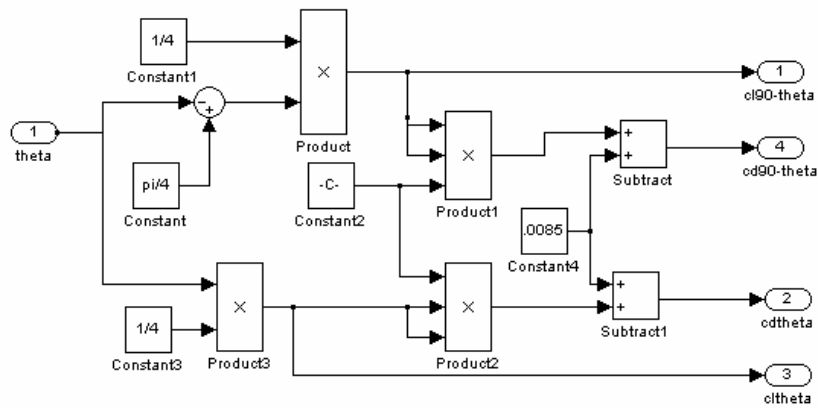 1/4
Constant1
×
Product
1
cl90-theta
1
theta
pi/4
Constant
-C-
Constant2
×
Product1
Subtract
4
cd90-theta
.0085
Constant4
1/4
Constant3
×
Product3
×
Product2
Subtract1
2
cdtheta
3
cltheta